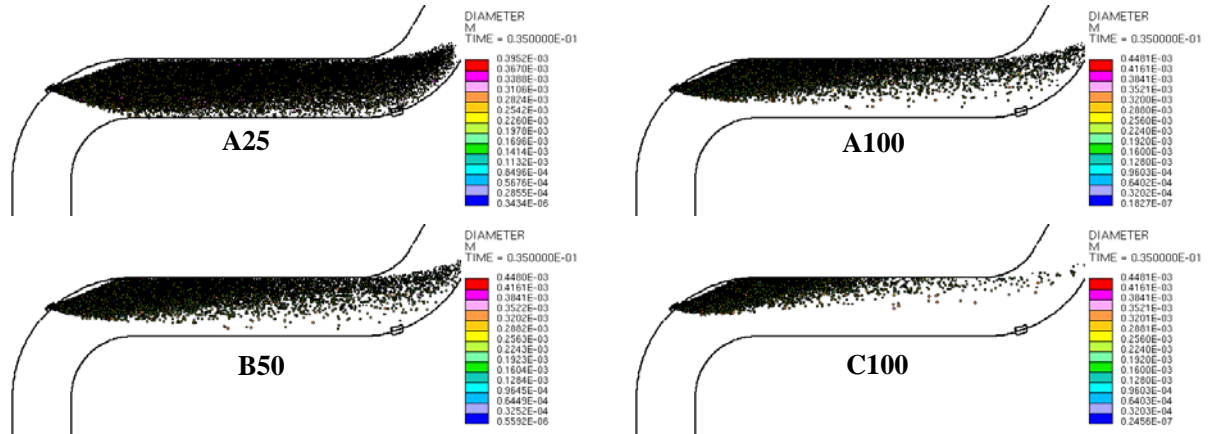 DIAMETER
M
TIME = 0.350000E-01
0.3952E-03
0.3670E-03
0.3388E-03
0.3106E-03
0.2824E-03
0.2542E-03
0.2260E-03
0.1978E-03
0.1696E-03
0.1414E-03
0.1132E-03
0.8496E-04
0.5676E-04
0.2855E-04
0.3434E-06
A25
DIAMETER
M
TIME = 0.350000E-01
0.4481E-03
0.4161E-03
0.3841E-03
0.3521E-03
0.3200E-03
0.2880E-03
0.2560E-03
0.2240E-03
0.1920E-03
0.1600E-03
0.1280E-03
0.9603E-04
0.6402E-04
0.3202E-04
0.1827E-07
A100
DIAMETER
M
TIME = 0.350000E-01
0.4480E-03
0.4161E-03
0.3841E-03
0.3522E-03
0.3202E-03
0.2882E-03
0.2563E-03
0.2243E-03
0.1923E-03
0.1604E-03
0.1284E-03
0.9645E-04
0.6449E-04
0.3252E-04
0.5592E-06
B50
DIAMETER
M
TIME = 0.350000E-01
0.4481E-03
0.4161E-03
0.3841E-03
0.3521E-03
0.3201E-03
0.2881E-03
0.2560E-03
0.2240E-03
0.1920E-03
0.1600E-03
0.1280E-03
0.9603E-04
0.6403E-04
0.3203E-04
0.2456E-07
C100